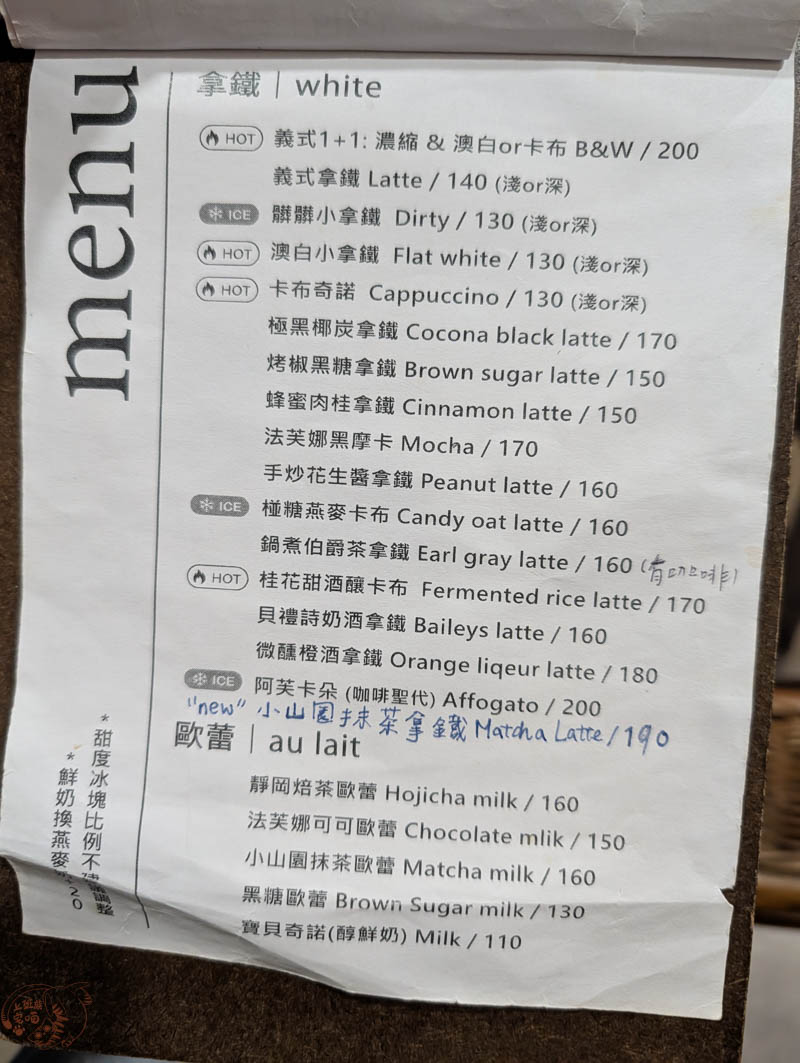 menu
拿鐵 | white
HOT 義式1+1: 濃縮 & 澳白or卡布 B&W / 200
義式拿鐵 Latte / 140 (淺or深)
ICE 髒髒小拿鐵 Dirty / 130 (淺or深)
HOT 澳白小拿鐵 Flat white / 130 (淺or深)
HOT 卡布奇諾 Cappuccino / 130 (淺or深)
極黑椰炭拿鐵 Cocona black latte / 170
烤椒黑糖拿鐵 Brown sugar latte / 150
蜂蜜肉桂拿鐵 Cinnamon latte / 150
法芙娜黑摩卡 Mocha / 170
手炒花生醬拿鐵 Peanut latte / 160
ICE 椪糖燕麥卡布 Candy oat latte / 160
鍋煮伯爵茶拿鐵 Earl gray latte / 160 (有咖啡)
HOT 桂花甜酒釀卡布 Fermented rice latte / 170
貝禮詩奶酒拿鐵 Baileys latte / 160
微醺橙酒拿鐵 Orange liqeur latte / 180
ICE 阿芙卡朵 (咖啡聖代) Affogato / 200
"new" 小山園抹茶拿鐵 Matcha Latte / 190
歐蕾 | au lait
靜岡焙茶歐蕾 Hojicha milk / 160
法芙娜可可歐蕾 Chocolate mlik / 150
小山園抹茶歐蕾 Matcha milk / 160
黑糖歐蕾 Brown Sugar milk / 130
寶貝奇諾(醇鮮奶) Milk / 110
*甜度冰塊比例不建議調整
*鮮奶換燕麥 +20